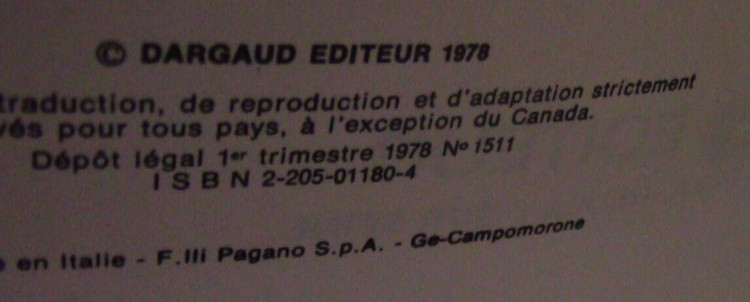 © DARGAUD EDITEUR 1978
traduction, de reproduction et d'adaptation strictement
vés pour tous pays, à l'exception du Canada.
Dépôt légal 1er trimestre 1978 No 1511
I S B N 2-205-01180-4
en Italie - F.lli Pagano S.p.A. - Ge-Campomorone